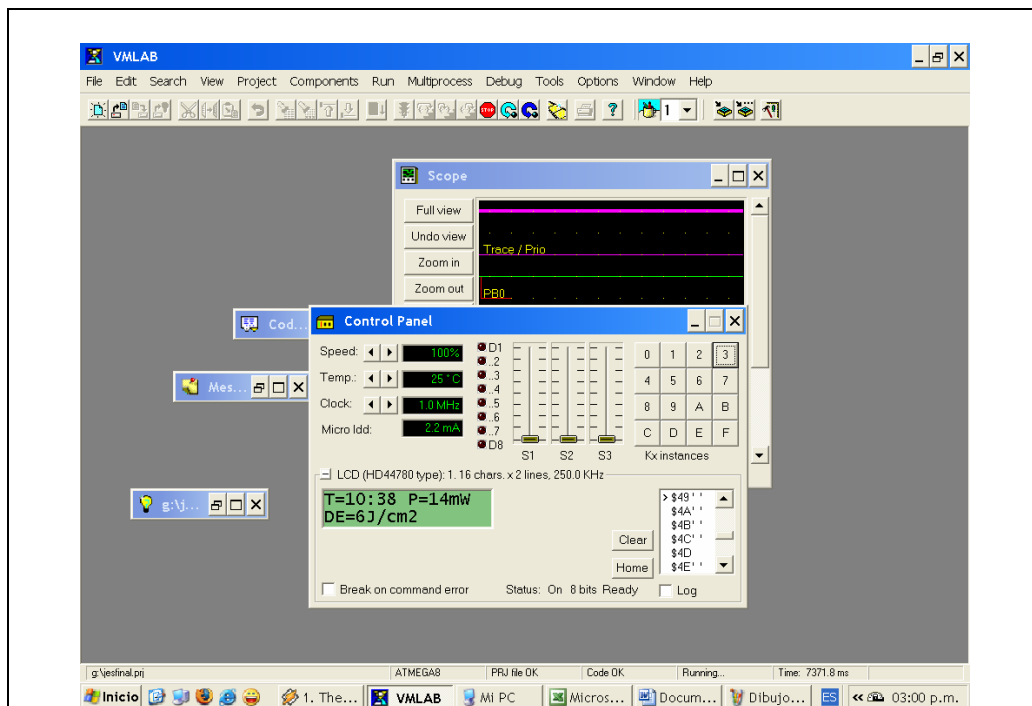 VMLAB
File Edit Search View Project Components Run Multiprocess Debug Tools Options Window Help
STOP ? 1
Scope
Full view
Undo view
Zoom in
Zoom out
Trace / Prio
PB0
Cod...
Mes...
g:\j...
Control Panel
Speed: 100%
Temp.: 25°C
Clock: 1.0 MHz
Micro Idd: 2.2 mA
D1
..2
..3
..4
..5
..6
..7
D8
S1 S2 S3
0 1 2 3
4 5 6 7
8 9 A B
C D E F
Kx instances
LCD (HD44780 type): 1. 16 chars. x 2 lines, 250.0 KHz
T=10:38 P=14mW
DE=6J/cm2
> $49 ' '
$4A' '
$4B' '
$4C' '
$4D
$4E' '
Clear
Home
Break on command error Status: On 8 bits Ready Log
g:\jesfinal.prj ATMEGA8 PRJ file OK Code OK Running... Time: 7371.8 ms
Inicio 1. The... VMLAB Mi PC Micros... Docum... Dibujo... ES « 03:00 p.m.